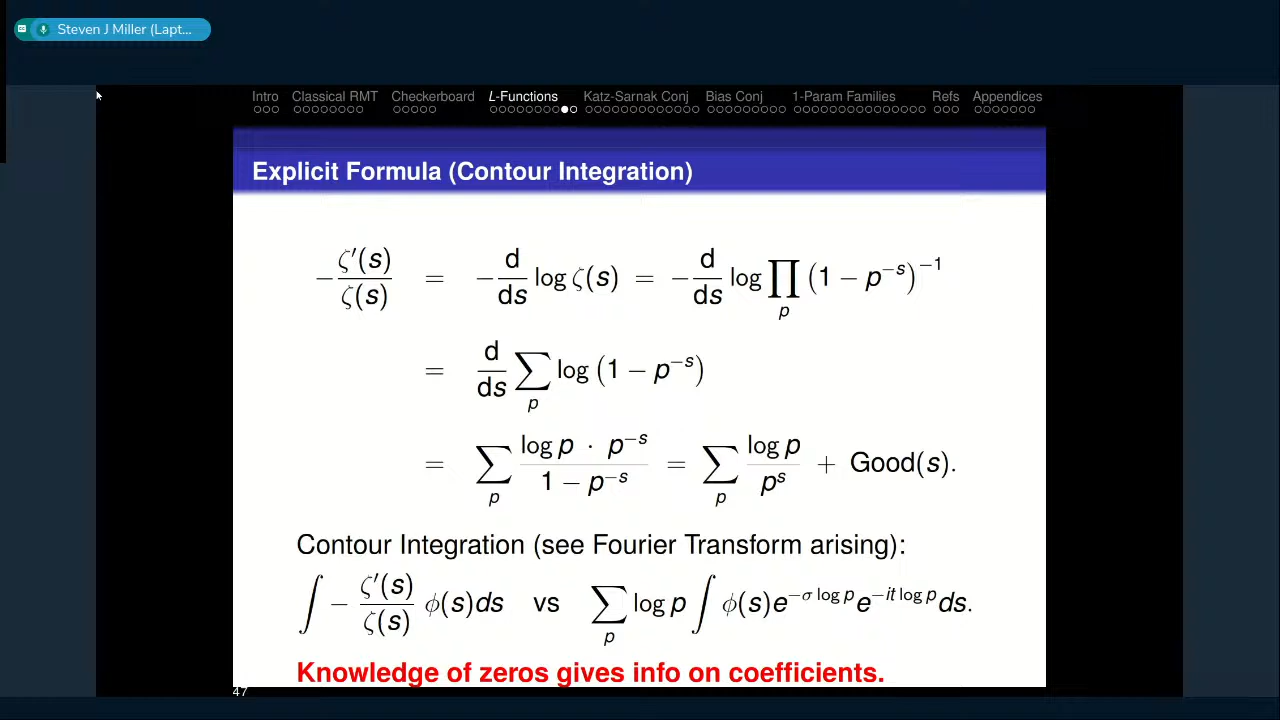 Steven J Miller (Lapt...
Intro Classical RMT Checkerboard L-Functions Katz-Sarnak Conj Bias Conj 1-Param Families Refs Appendices
Explicit Formula (Contour Integration)
−ζ′(s)/ζ(s) = −d/ds log ζ(s) = −d/ds log ∏_p (1 − p^{−s})^{−1}
= d/ds ∑_p log (1 − p^{−s})
= ∑_p log p · p^{−s} / 1 − p^{−s} = ∑_p log p / p^s + Good(s).
Contour Integration (see Fourier Transform arising):
∫ − ζ′(s)/ζ(s) ϕ(s)ds vs ∑_p log p ∫ ϕ(s)e^{−σ log p}e^{−it log p}ds.
Knowledge of zeros gives info on coefficients.
47